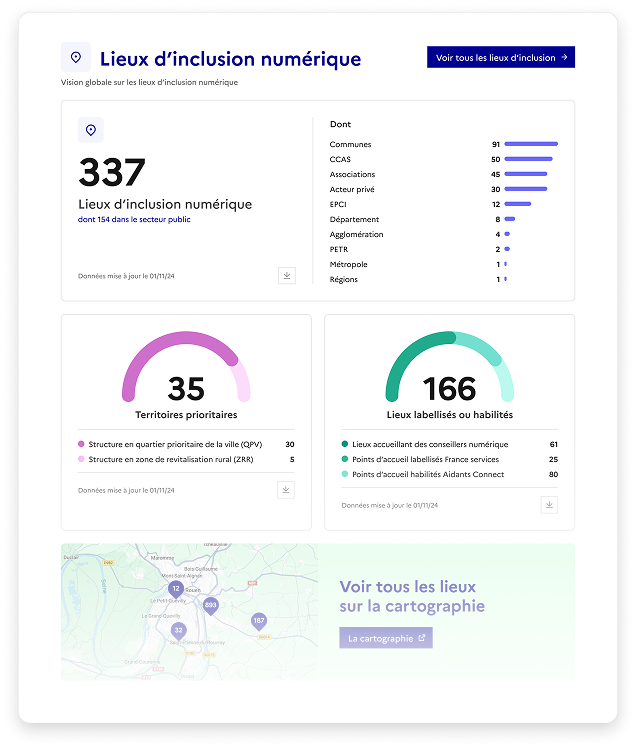 Lieux d’inclusion numérique
Voir tous les lieux d’inclusion
Vision globale sur les lieux d’inclusion numérique
337
Lieux d’inclusion numérique
dont 154 dans le secteur public
Données mise à jour le 01/11/24
Dont
Communes 91
CCAS 50
Associations 45
Acteur privé 30
EPCI 12
Département 8
Agglomération 4
PETR 2
Métropole 1
Régions 1
35
Territoires prioritaires
Structure en quartier prioritaire de la ville (QPV) 30
Structure en zone de revitalisation rural (ZRR) 5
Données mise à jour le 01/11/24
166
Lieux labellisés ou habilités
Lieux accueillant des conseillers numérique 61
Points d’accueil labellisés France services 25
Points d’accueil habilités Aidants Connect 80
Données mise à jour le 01/11/24
Duclair
Maromme
Bois-Guillaume
Mont-Saint-Aignan
12
Rouen
Le Petit-Quevilly
893
Le Grand-Quevilly
187
32
Voir tous les lieux
sur la cartographie
La cartographie